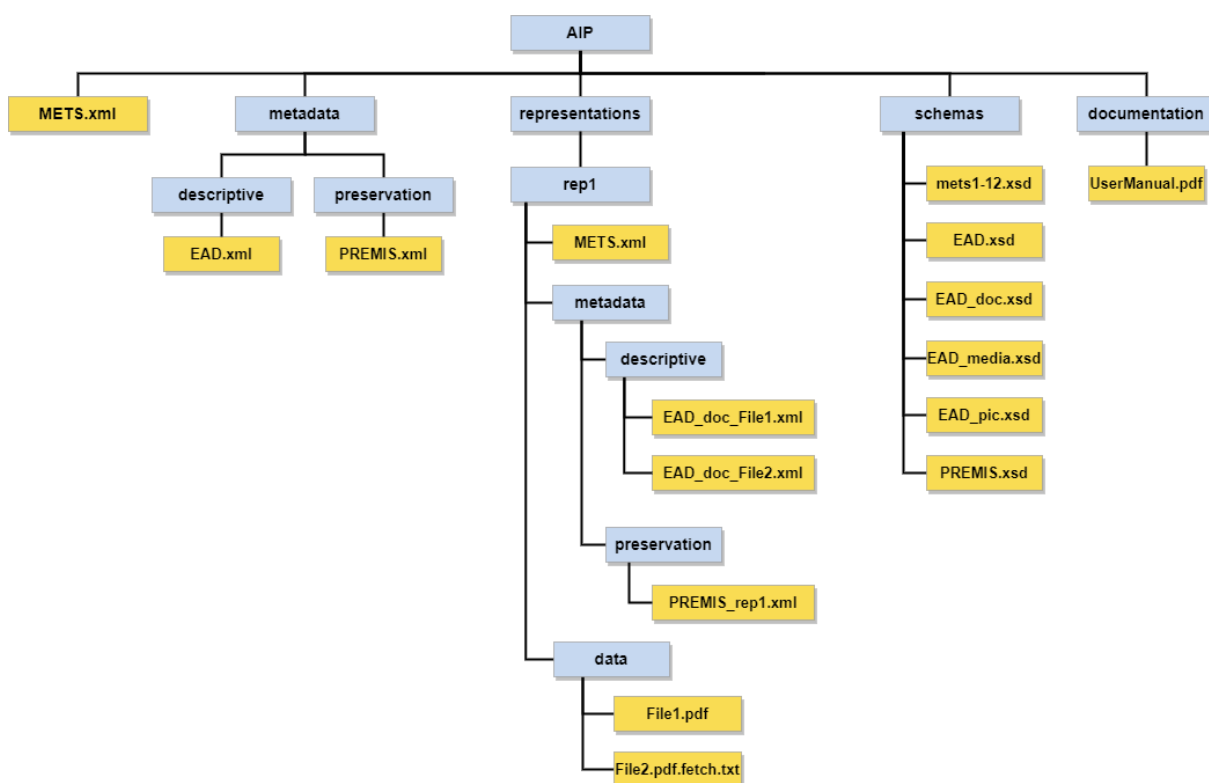 AIP
METS.xml
metadata
representations
schemas
documentation
descriptive
preservation
rep1
mets1-12.xsd
UserManual.pdf
EAD.xml
PREMIS.xml
METS.xml
EAD.xsd
metadata
EAD_doc.xsd
descriptive
EAD_media.xsd
EAD_doc_File1.xml
EAD_pic.xsd
EAD_doc_File2.xml
PREMIS.xsd
preservation
PREMIS_rep1.xml
data
File1.pdf
File2.pdf.fetch.txt